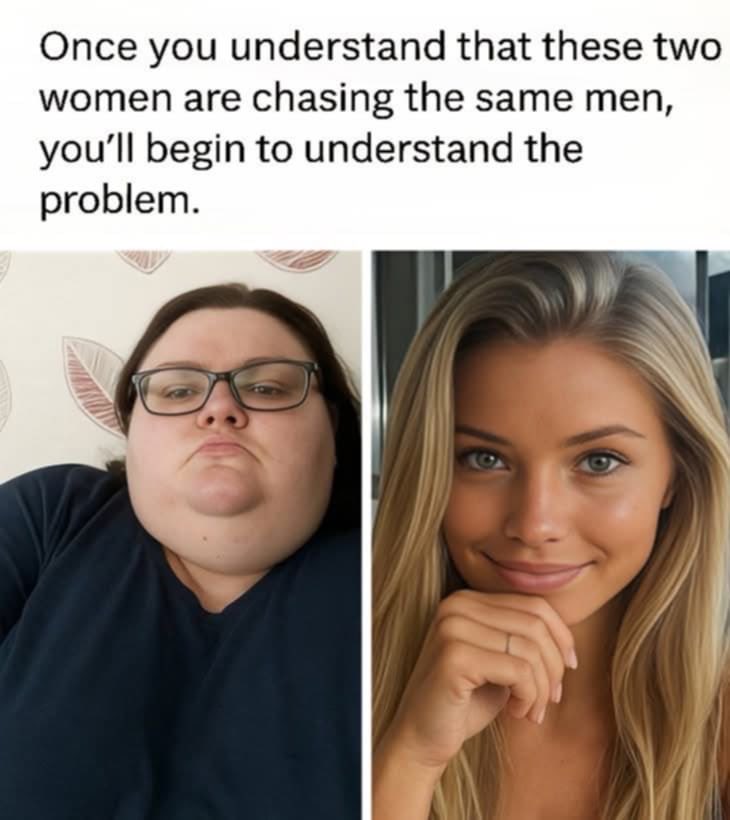 Once you understand that these two
women are chasing the same men,
you'll begin to understand the
problem.